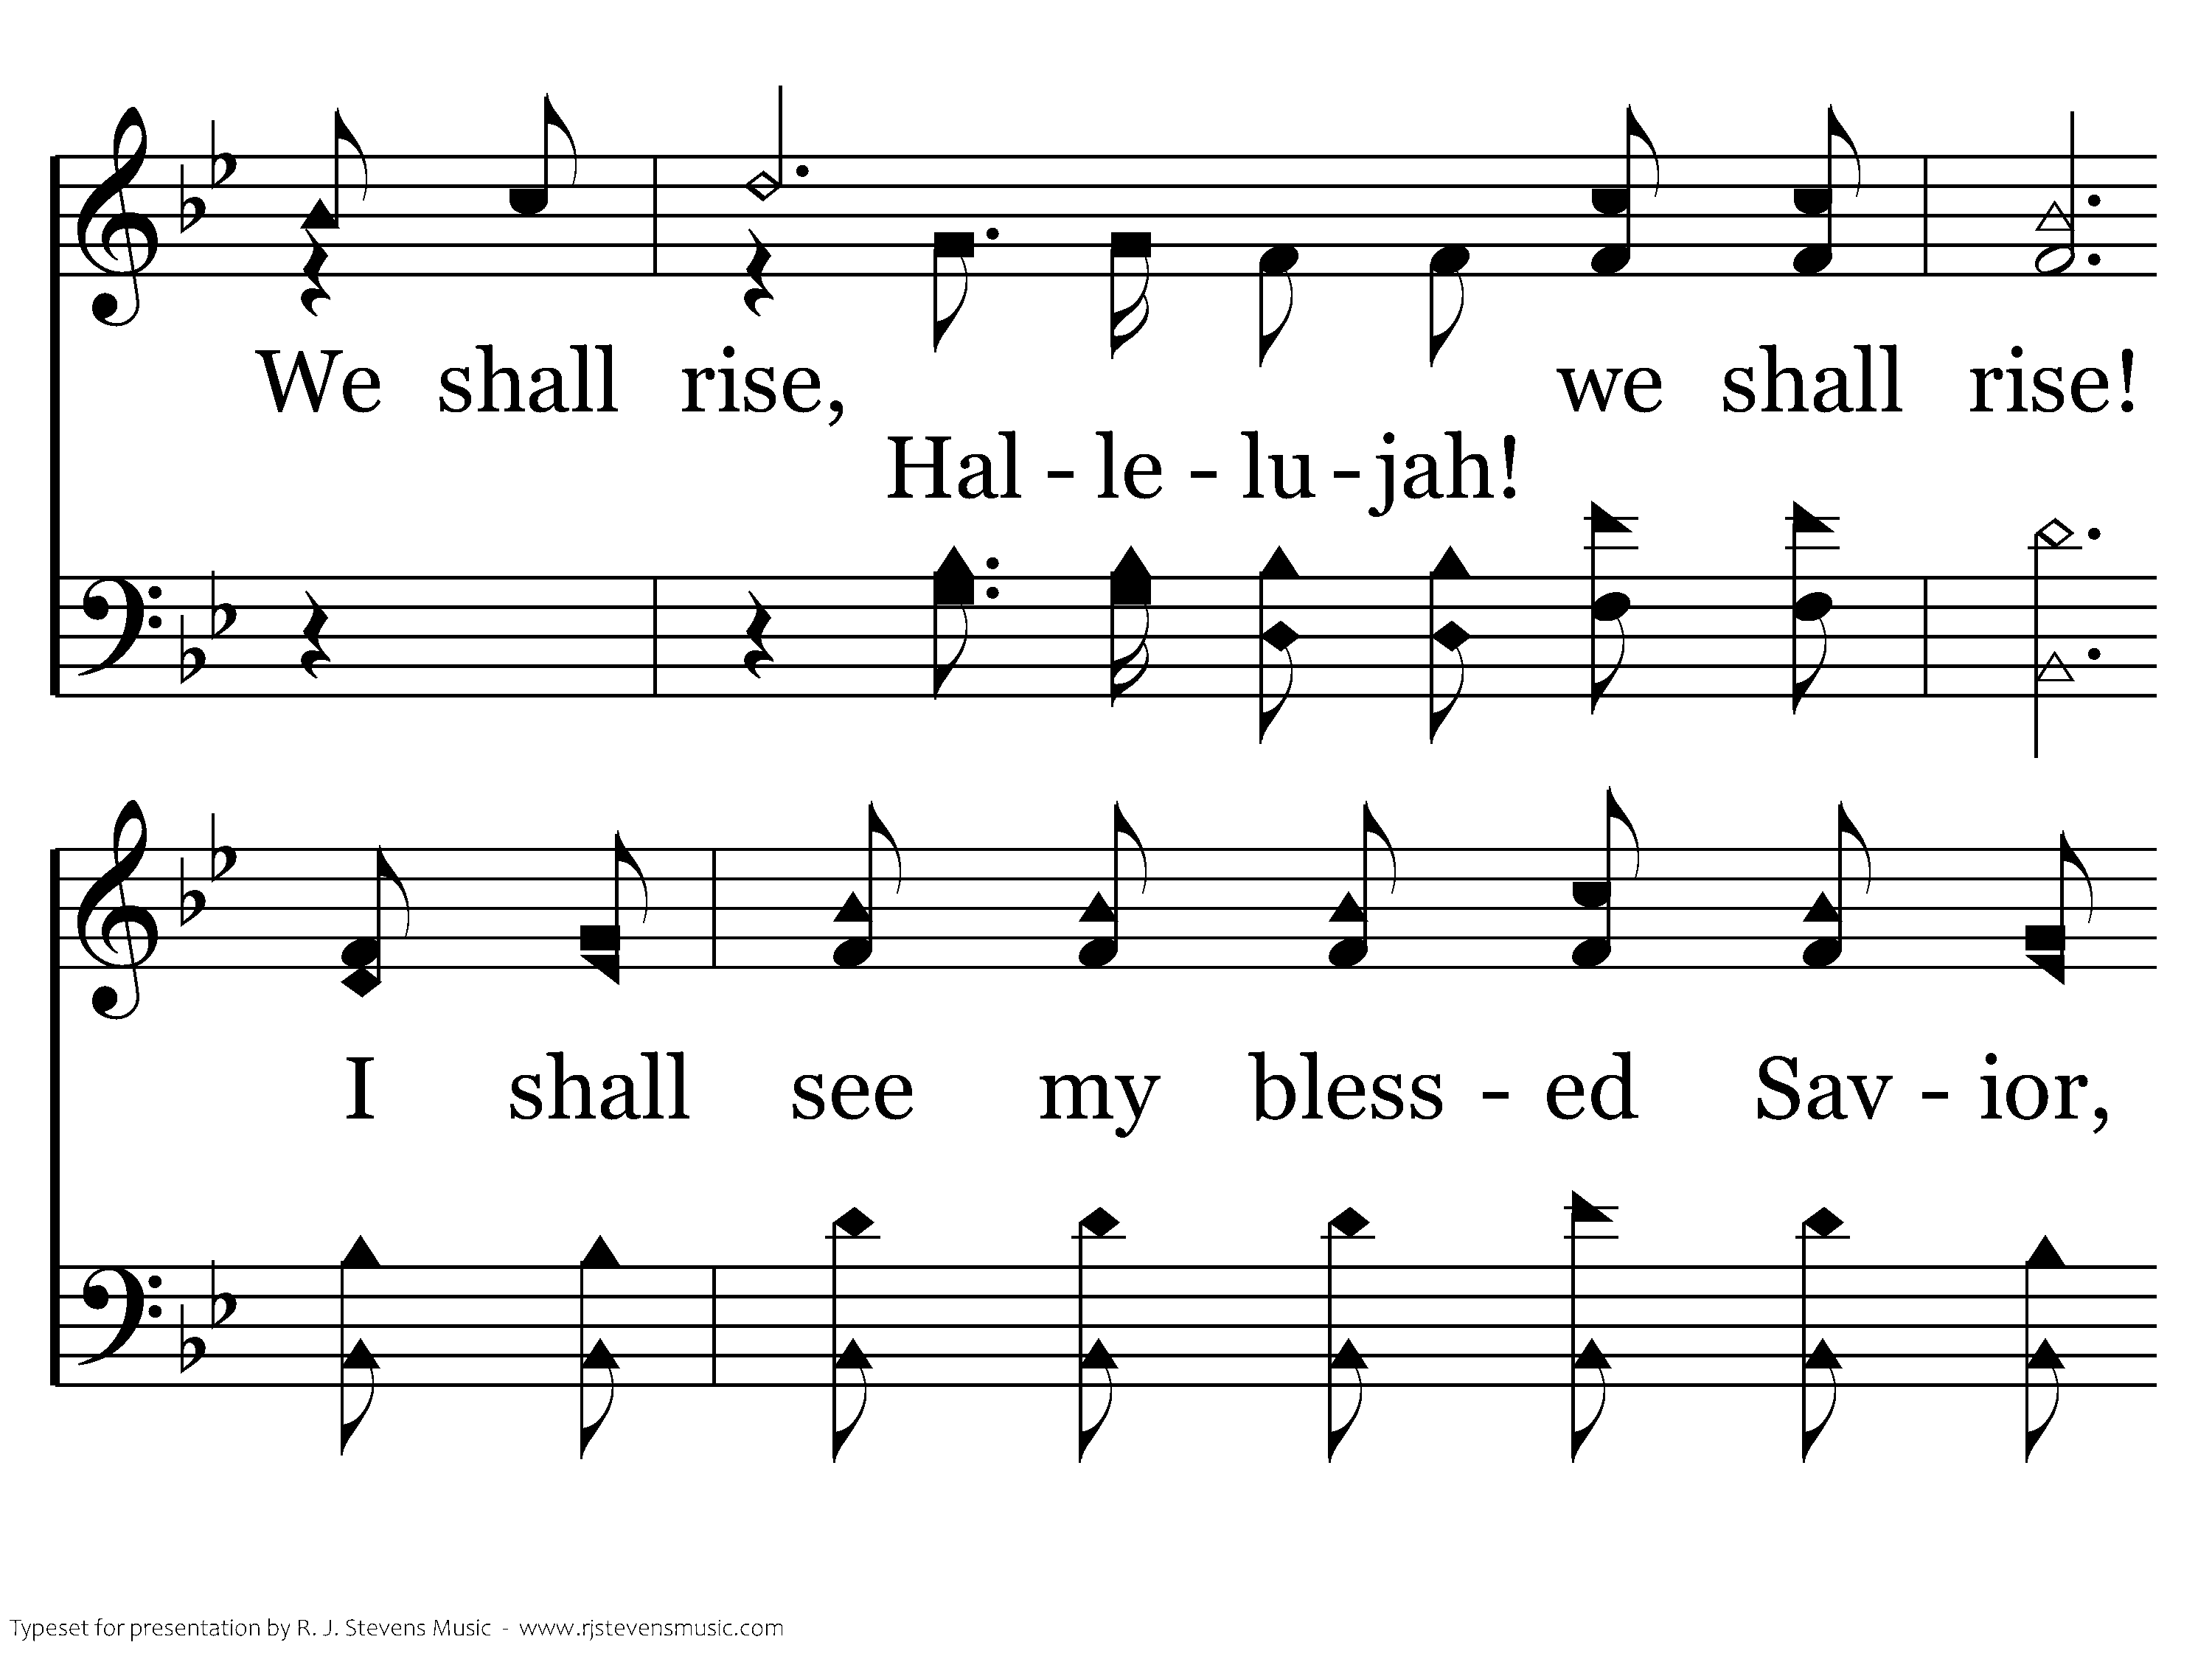 We shall rise, we shall rise!
Hal - le - lu - jah!
I shall see my bless - ed Sav - ior,
Typeset for presentation by R. J. Stevens Music - www.rjstevensmusic.com